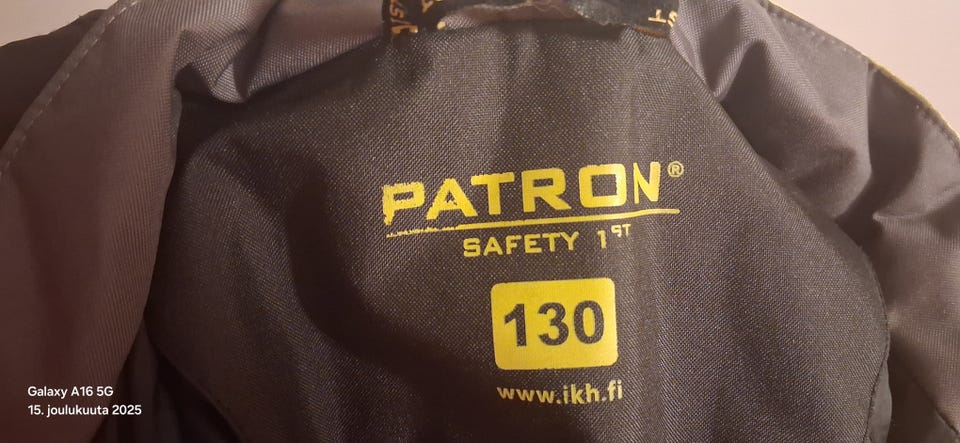 PATRON®
SAFETY 1ST
130
www.ikh.fi
Galaxy A16 5G
15. joulukuuta 2025